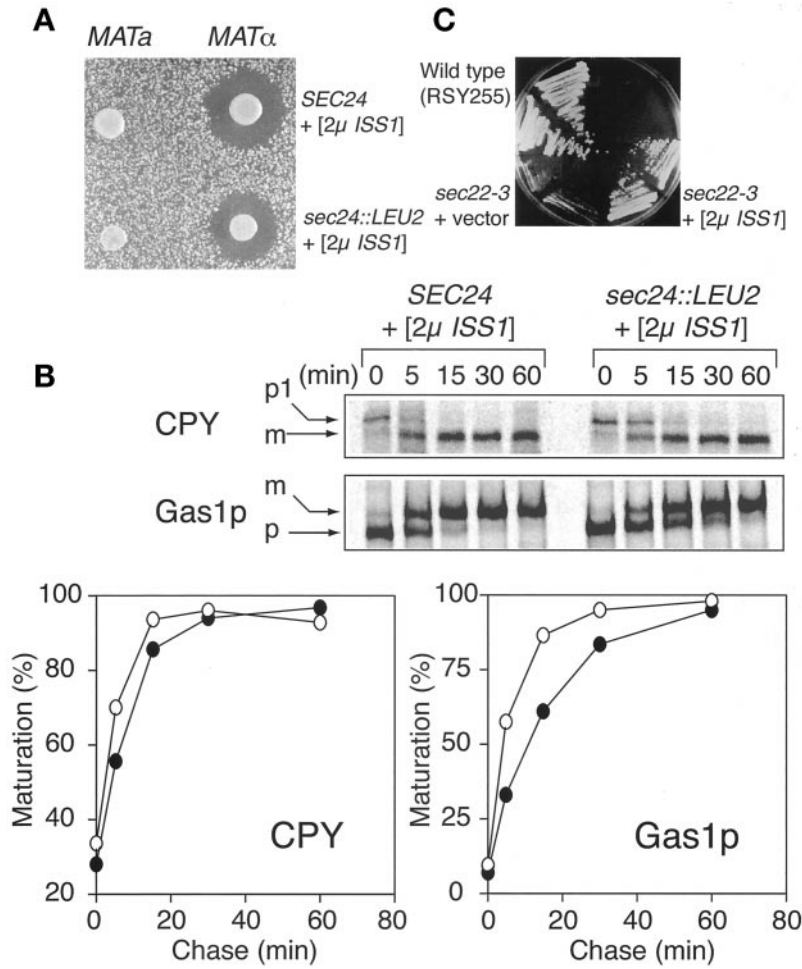 A
MATa MATα
SEC24
+ [2µ ISS1]
sec24::LEU2
+ [2µ ISS1]
C
Wild type
(RSY255)
sec22-3
+ vector
sec22-3
+ [2µ ISS1]
B
SEC24
+ [2µ ISS1]
sec24::LEU2
+ [2µ ISS1]
0 (min) 5 15 30 60 0 5 15 30 60
p1
CPY
m
m
Gas1p
p
100
80
60
40
20
0 20 40 60 80
Maturation (%)
Chase (min)
CPY
100
75
50
25
0
0 20 40 60 80
Maturation (%)
Chase (min)
Gas1p